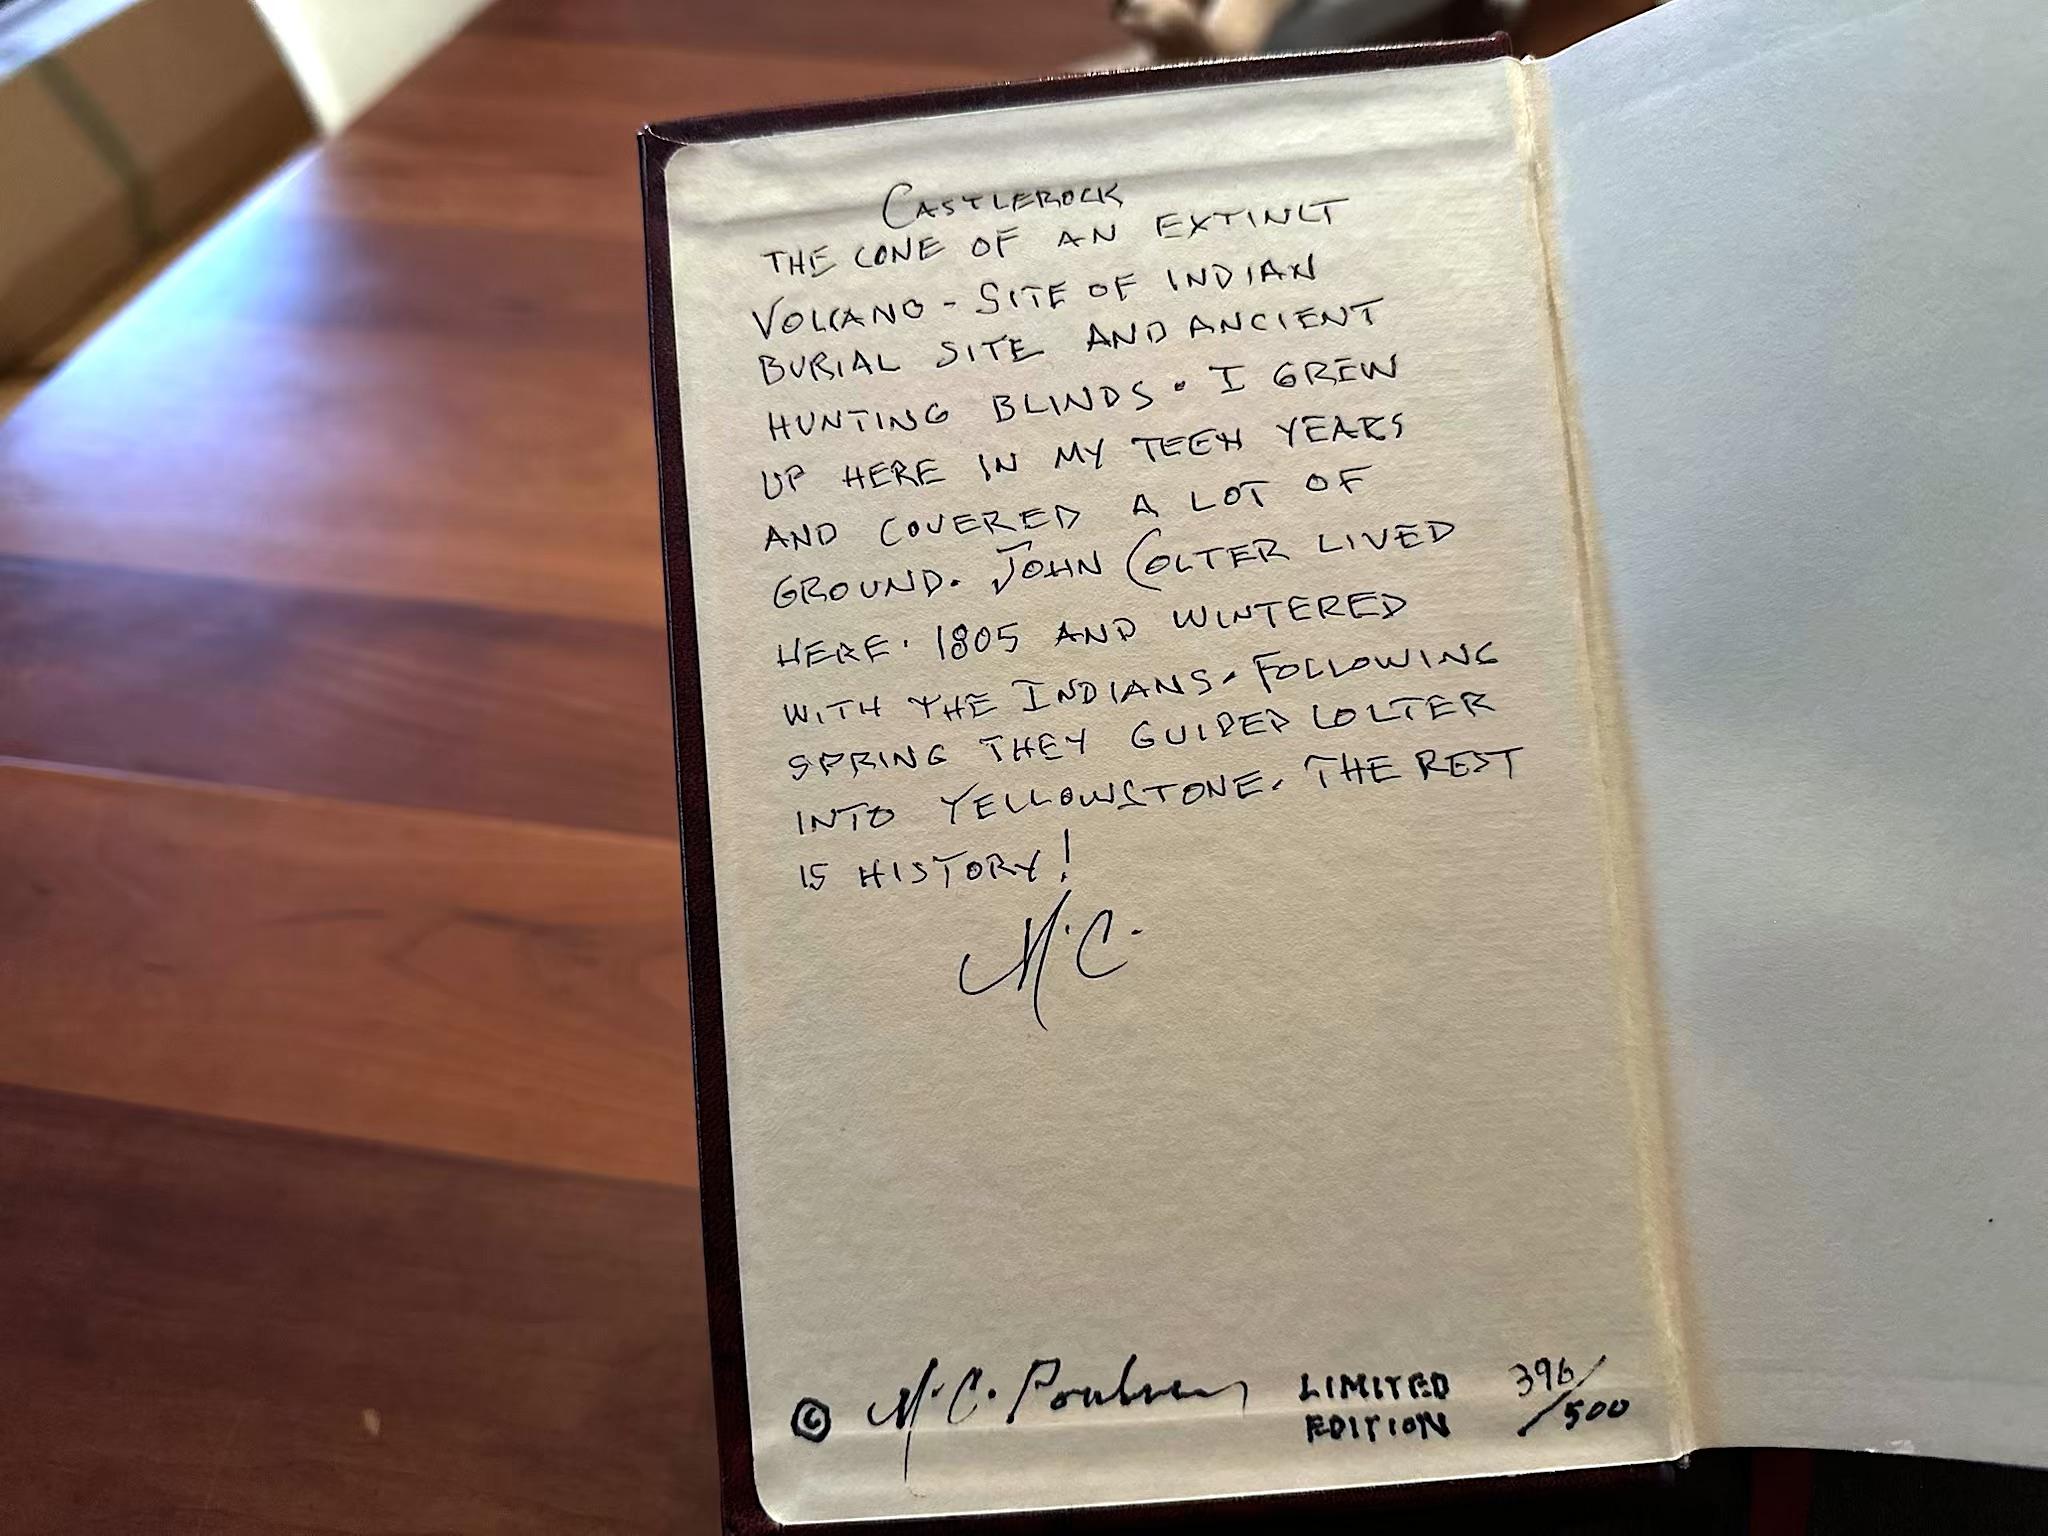 CASTLEROCK
THE CONE OF AN EXTINCT
VOLCANO - SITE OF INDIAN
BURIAL SITE AND ANCIENT
HUNTING BLINDS. I GREW
UP HERE IN MY TEEN YEARS
AND COVERED A LOT OF
GROUND. JOHN COLTER LIVED
HERE. 1805 AND WINTERED
WITH THE INDIANS. FOLLOWING
SPRING THEY GUIDED COLTER
INTO YELLOWSTONE. THE REST
IS HISTORY!
M.C.
© M.C. Poulsen LIMITED EDITION 396/500